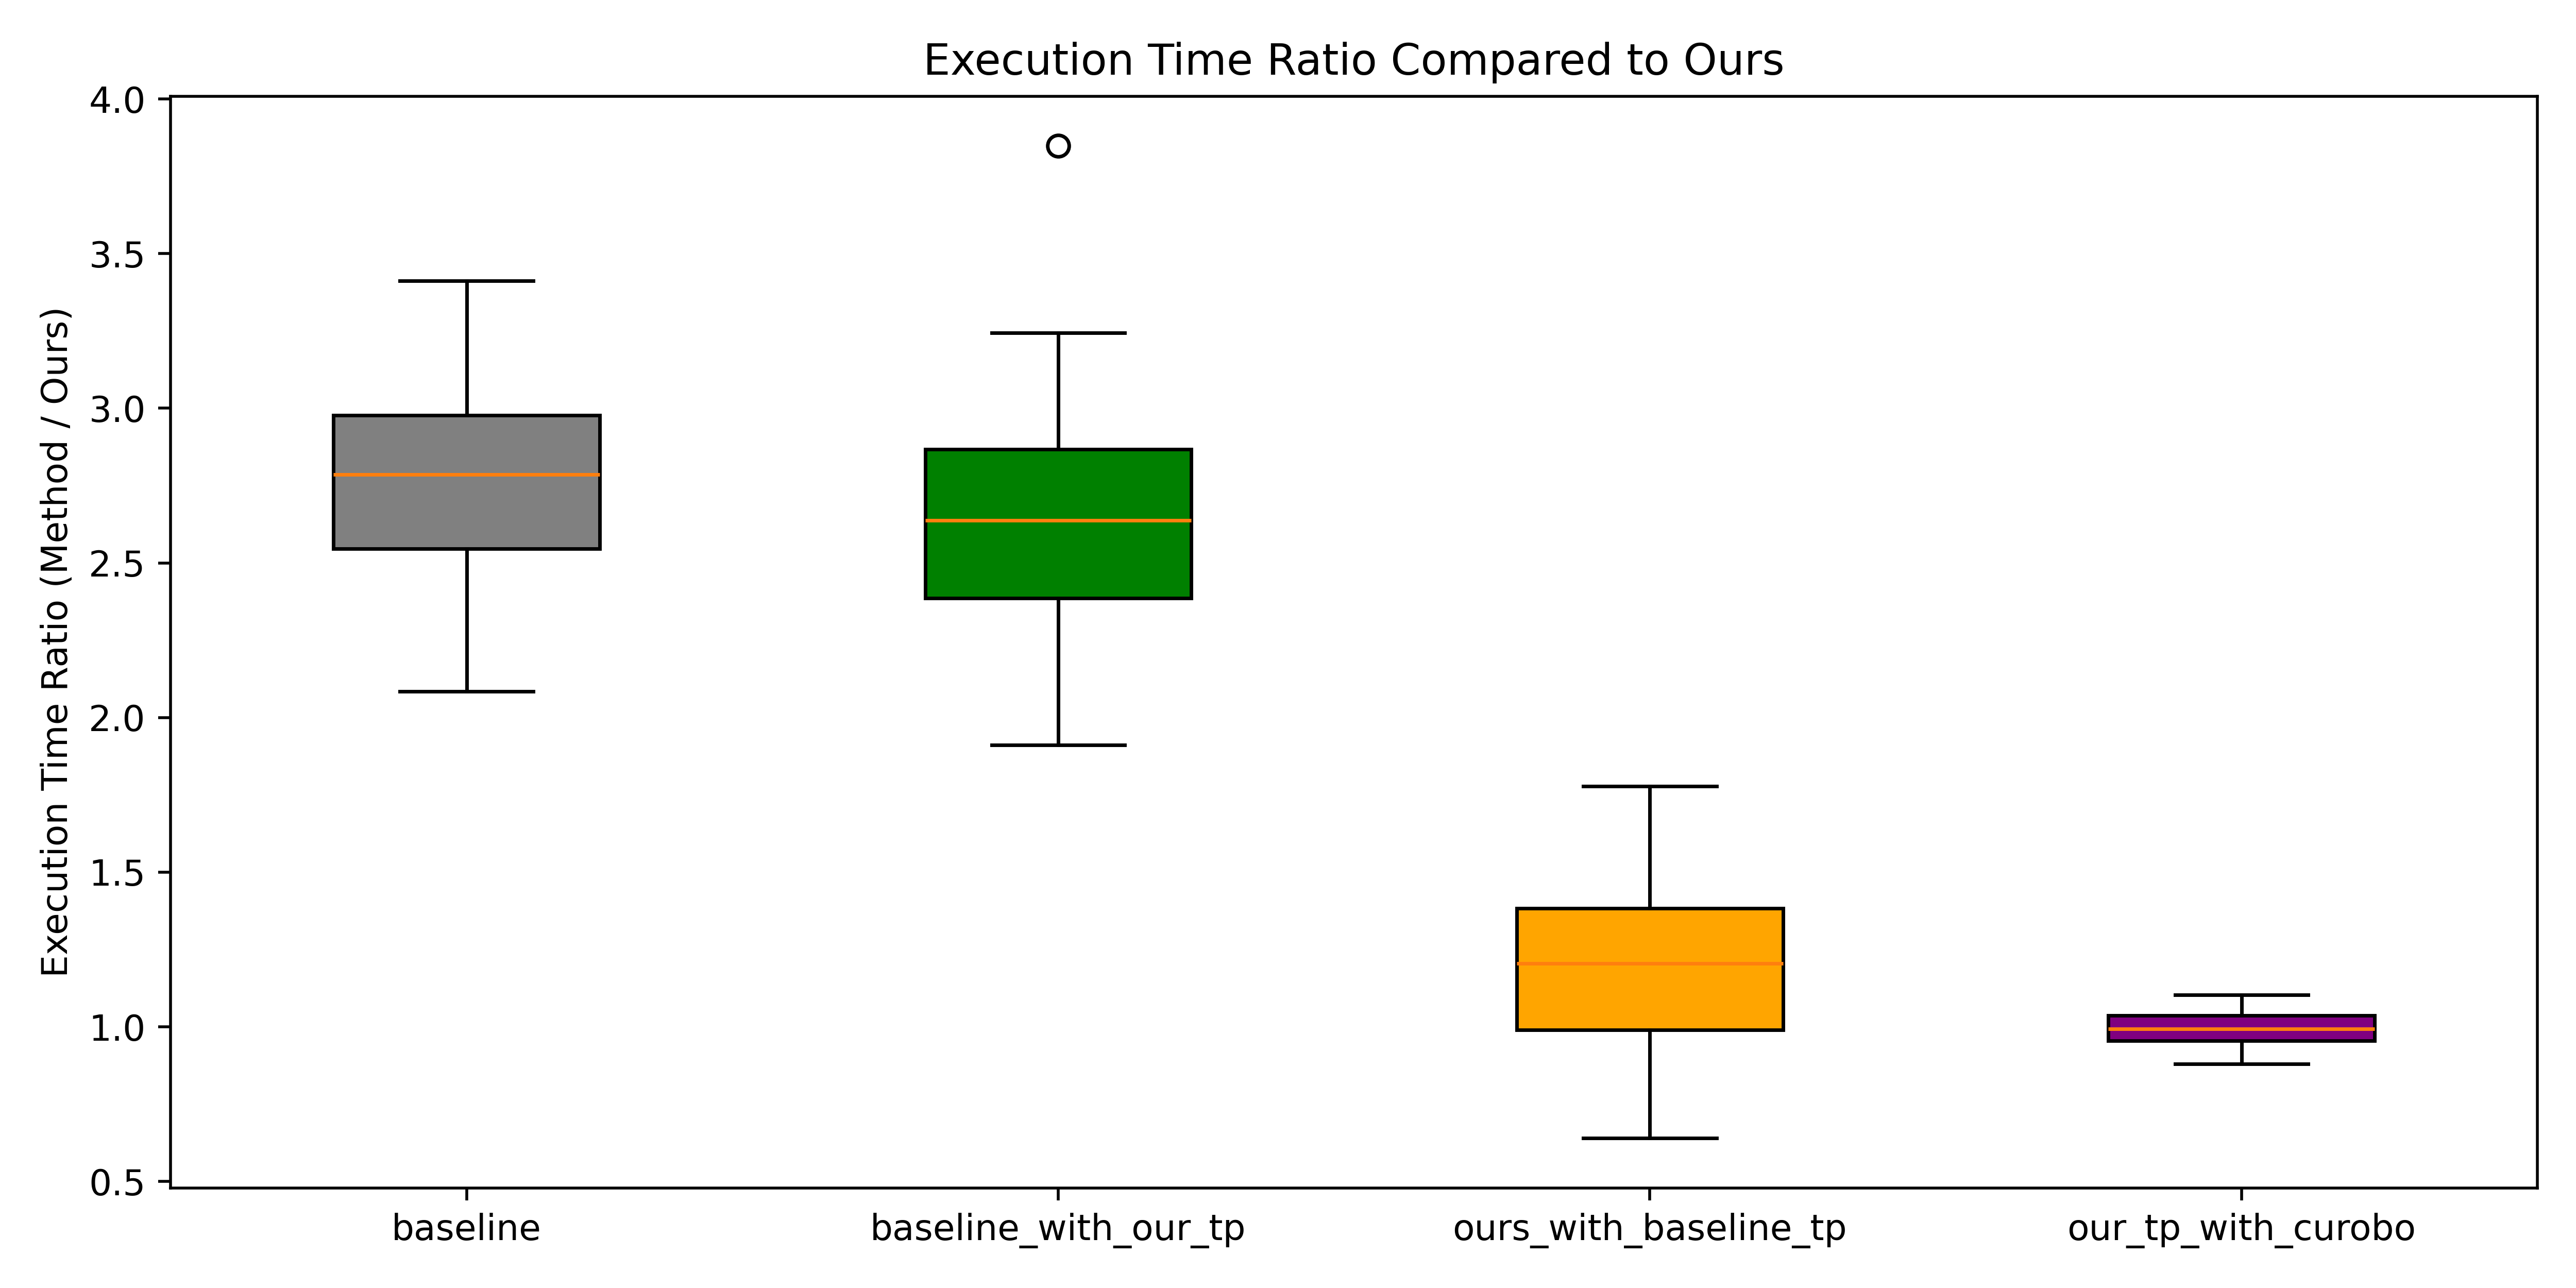 Execution Time Ratio Compared to Ours
Execution Time Ratio (Method / Ours)
4.0
3.5
3.0
2.5
2.0
1.5
1.0
0.5
baseline
baseline_with_our_tp
ours_with_baseline_tp
our_tp_with_curobo